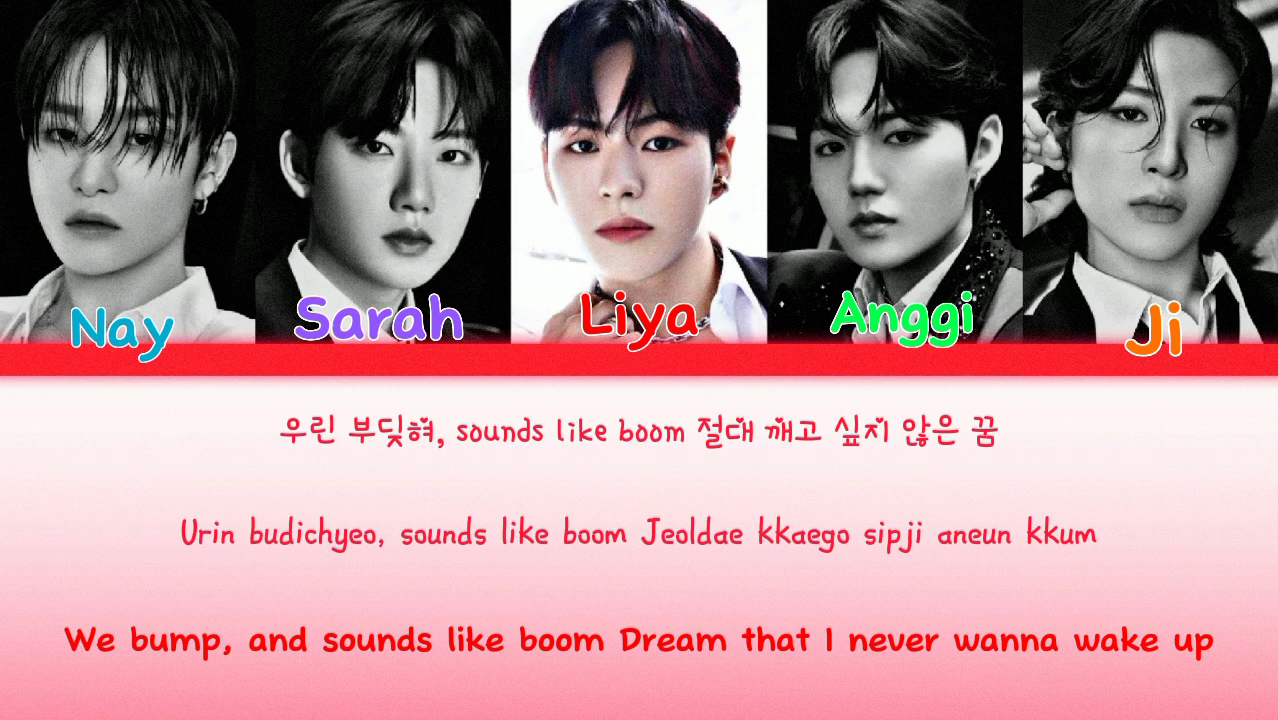 Nay Sarah Liya Anggi Ji
우린 부딪혀, sounds like boom 절대 깨고 싶지 않은 꿈
Urin budichyeo, sounds like boom Jeoldae kkaego sipji aneun kkum
We bump, and sounds like boom Dream that I never wanna wake up